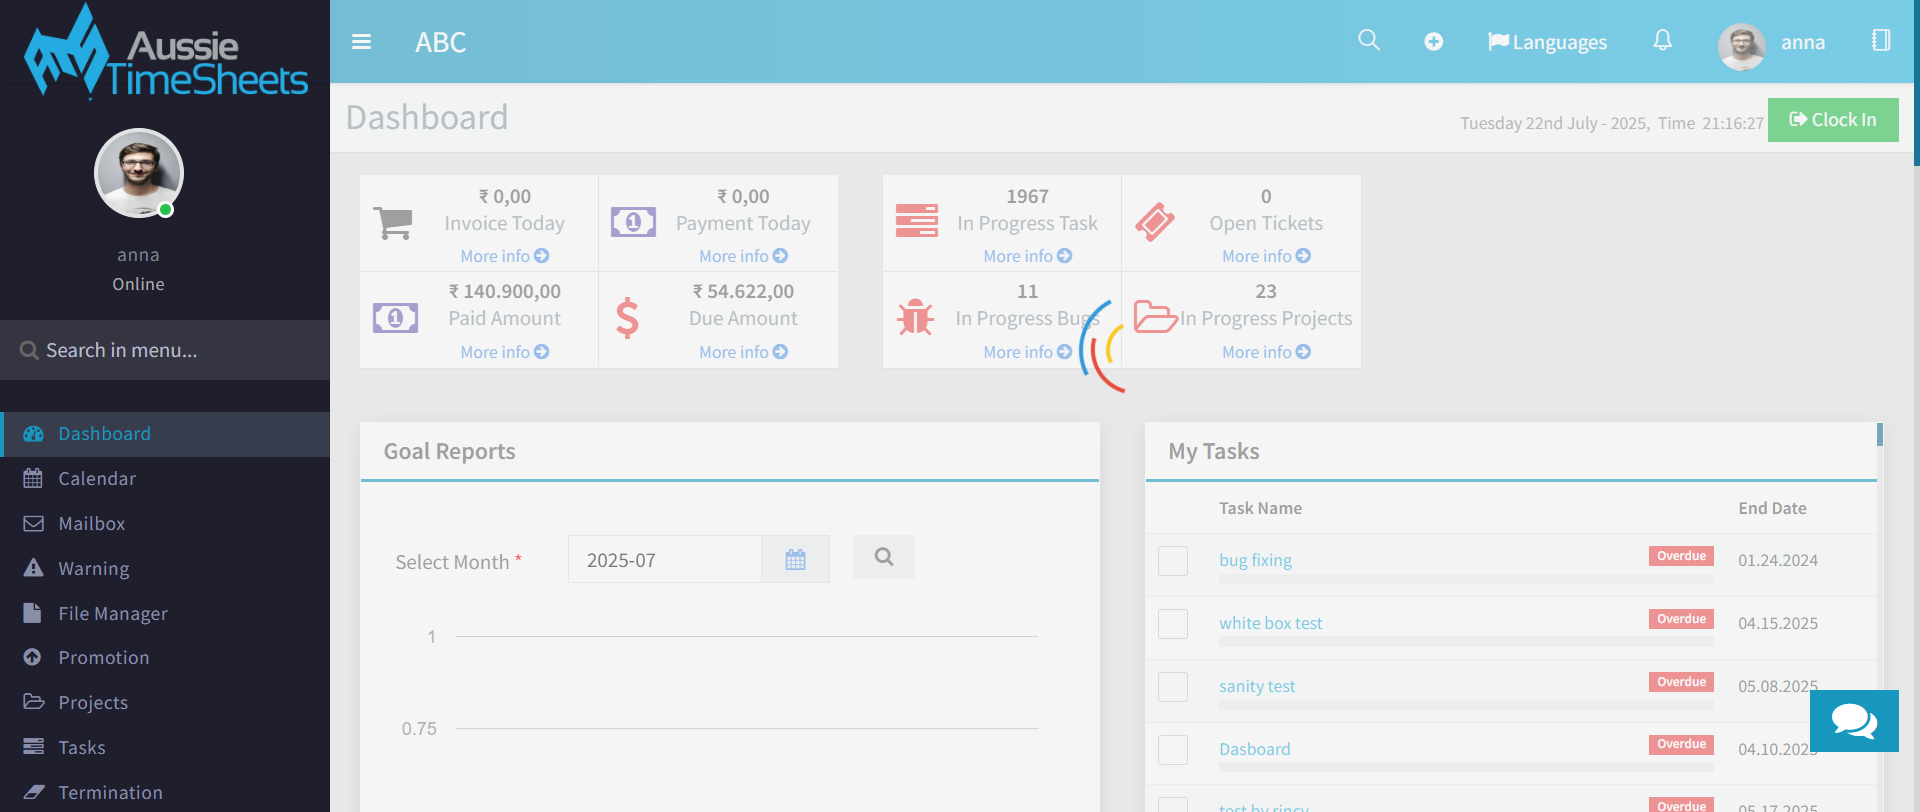 Aussie
TimeSheets
anna
Online
Search in menu...
Dashboard
Calendar
Mailbox
Warning
File Manager
Promotion
Projects
Tasks
Termination
ABC
Languages
anna
Dashboard
Tuesday 22nd July - 2025, Time 21:16:27
Clock In
₹ 0,00
Invoice Today
More info
₹ 0,00
Payment Today
More info
₹ 140.900,00
Paid Amount
More info
₹ 54.622,00
Due Amount
More info
1967
In Progress Task
More info
0
Open Tickets
More info
11
In Progress Bugs
More info
23
In Progress Projects
More info
Goal Reports
Select Month *
2025-07
1
0.75
My Tasks
Task Name End Date
bug fixing Overdue 01.24.2024
white box test Overdue 04.15.2025
sanity test Overdue 05.08.2025
Dasboard Overdue 04.10.2025
test by rincy Overdue 05.17.2025